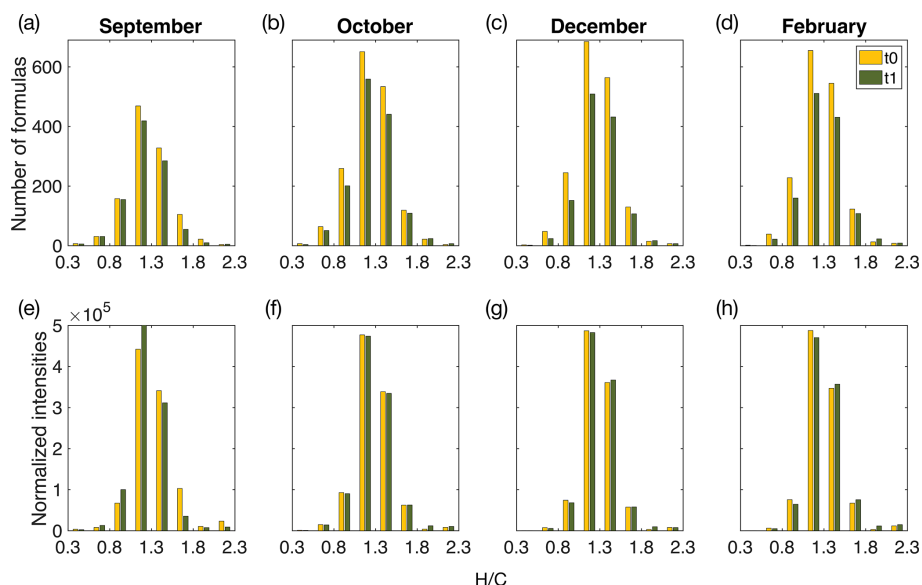 (a) September (b) October (c) December (d) February
Number of formulas
600
400
200
0
t0
t1
0.3 0.8 1.3 1.8 2.3 0.3 0.8 1.3 1.8 2.3 0.3 0.8 1.3 1.8 2.3 0.3 0.8 1.3 1.8 2.3
(e) (f) (g) (h)
×10⁵
Normalized intensities
5
4
3
2
1
0
0.3 0.8 1.3 1.8 2.3 0.3 0.8 1.3 1.8 2.3 0.3 0.8 1.3 1.8 2.3 0.3 0.8 1.3 1.8 2.3
H/C